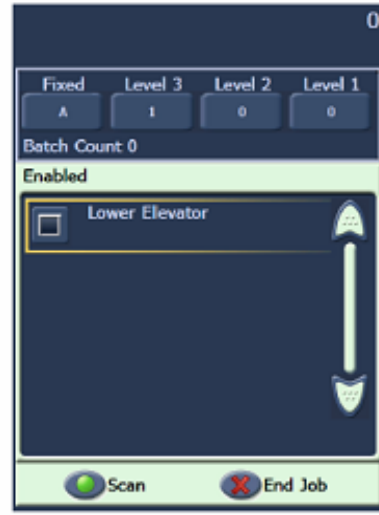 0
Fixed Level 3 Level 2 Level 1
A 1 0 0
Batch Count 0
Enabled
Lower Elevator
Scan End Job